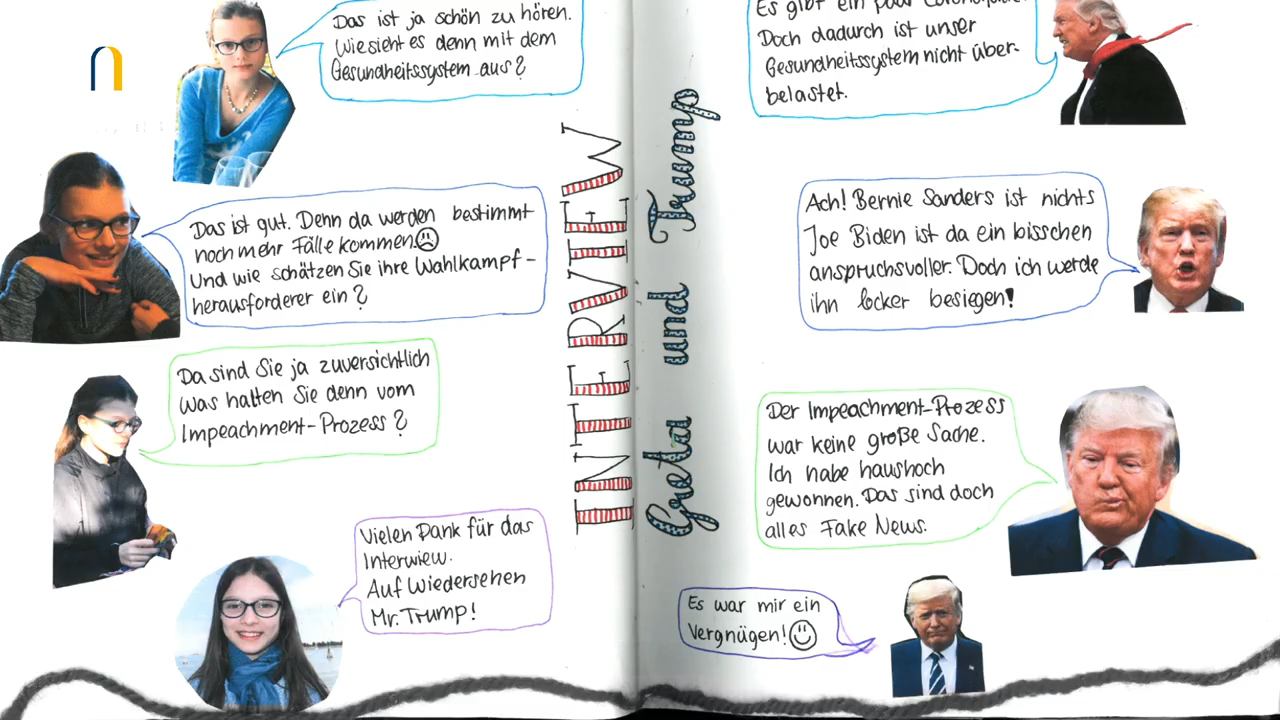 Das ist ja schön zu hören.
Wie sieht es denn mit dem
Gesundheitssystem aus?
Es gibt ein paar
Doch dadurch ist unser
Gesundheitssystem nicht über-
belastet.
Das ist gut. Denn da werden bestimmt
noch mehr Fälle kommen.☹
Und wie schätzen Sie ihre Wahlkampf-
herausforderer ein?
Ach! Bernie Sanders ist nichts
Joe Biden ist da ein bisschen
anspruchsvoller. Doch ich werde
ihn locker besiegen!
Da sind Sie ja zuversichtlich
Was halten Sie denn vom
Impeachment-Prozess?
Der Impeachment-Prozess
war keine große Sache.
Ich habe haushoch
gewonnen. Das sind doch
alles Fake News.
Vielen Dank für das
Interview.
Auf Wiedersehen
Mr. Trump!
Es war mir ein
Vergnügen! ☺
INTERVIEW
Greta und Trump